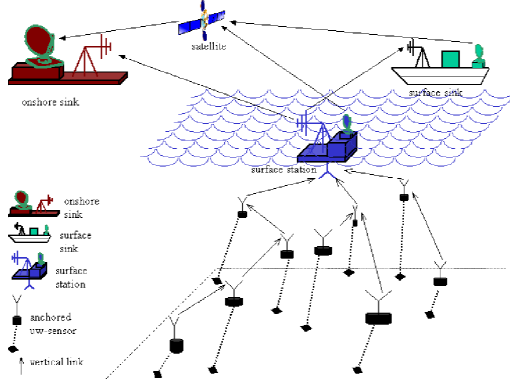 satellite
onshore sink
surface sink
surface station
onshore
sink
surface
sink
surface
station
anchored
uw-sensor
vertical link